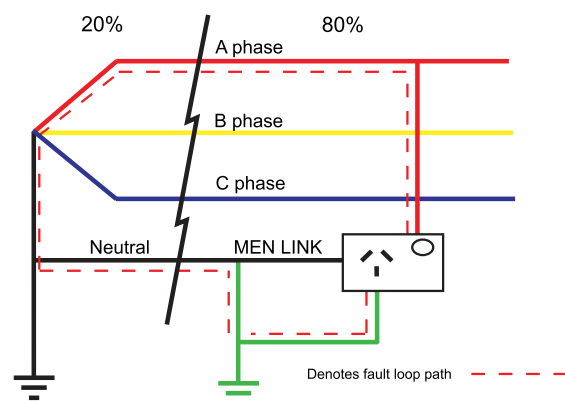 20% 80%
A phase
B phase
C phase
Neutral MEN LINK
Denotes fault loop path